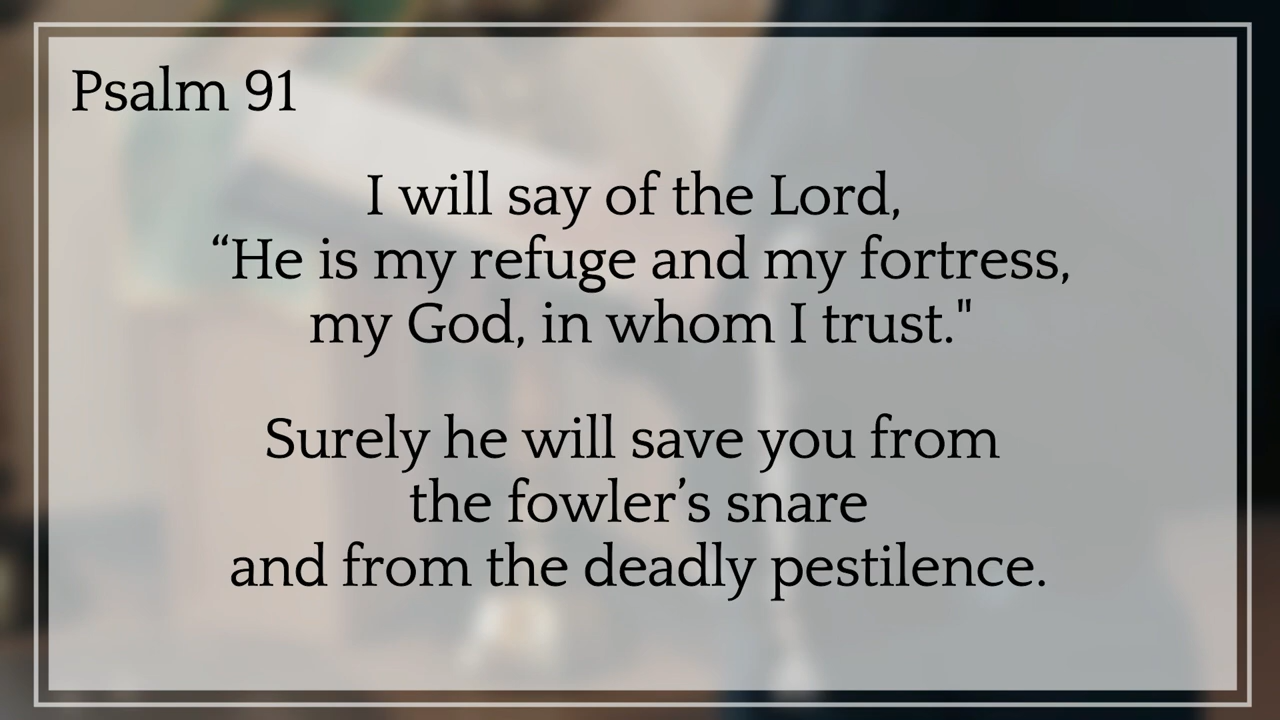 Psalm 91
I will say of the Lord,
“He is my refuge and my fortress,
my God, in whom I trust."
Surely he will save you from
the fowler’s snare
and from the deadly pestilence.